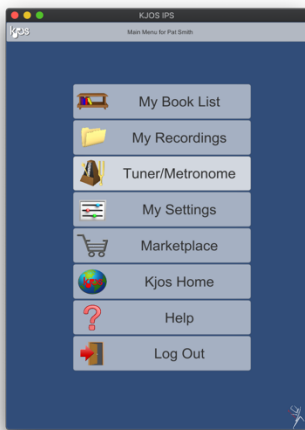 KJOS IPS
kjos
Main Menu for Pat Smith
My Book List
My Recordings
Tuner/Metronome
My Settings
Marketplace
Kjos Home
Help
Log Out